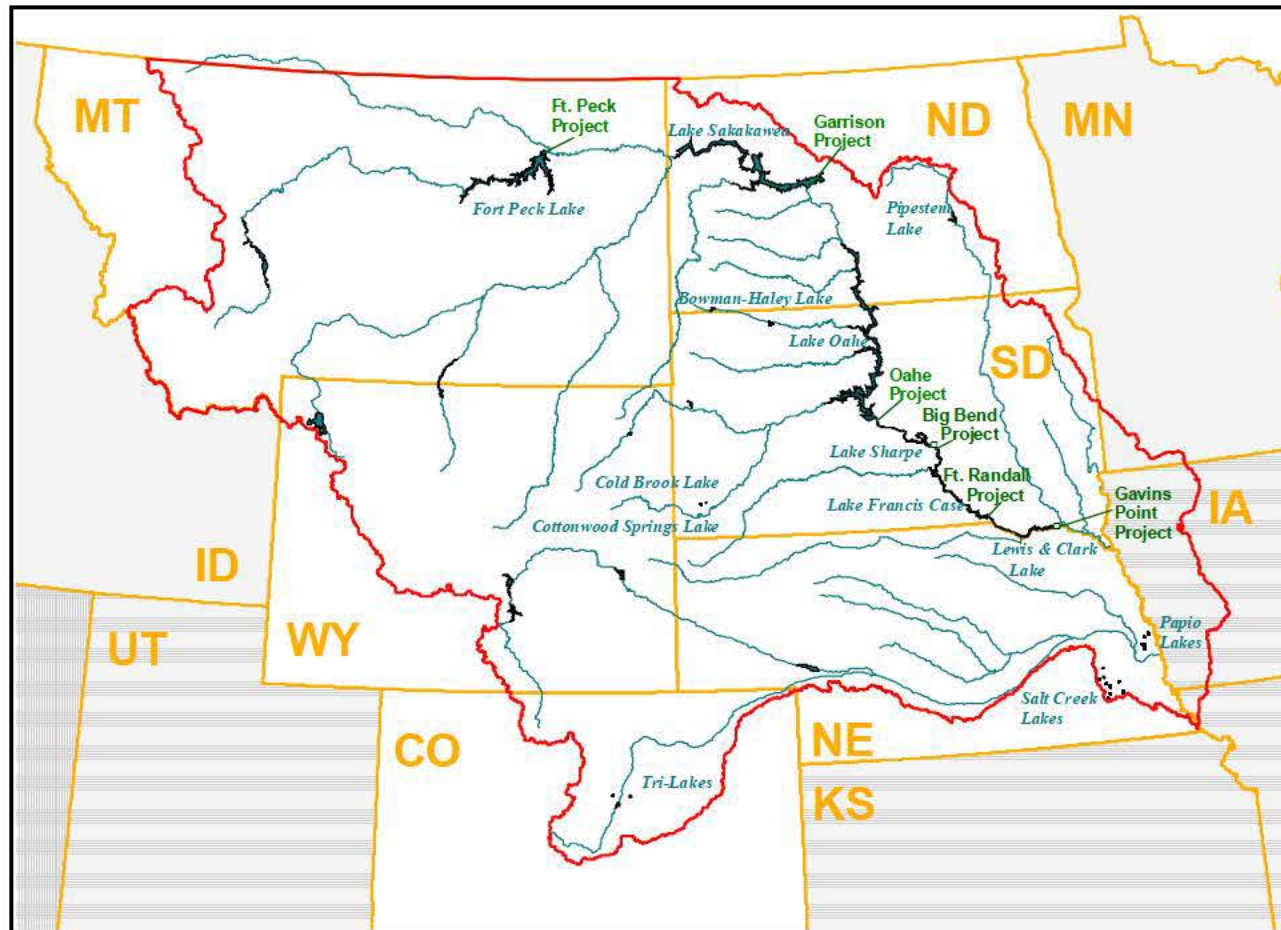 MT
Ft. Peck
Project
Lake Sakakawea
Garrison
Project
ND
MN
Fort Peck Lake
Pipestem
Lake
Bowman-Haley Lake
Lake Oahe
SD
Oahe
Project
Big Bend
Project
Lake Sharpe
Ft. Randall
Project
Cold Brook Lake
Lake Francis Case
Gavins
Point
Project
IA
Cottonwood Springs Lake
Lewis & Clark
Lake
ID
UT
WY
Papio
Lakes
Salt Creek
Lakes
CO
NE
Tri-Lakes
KS